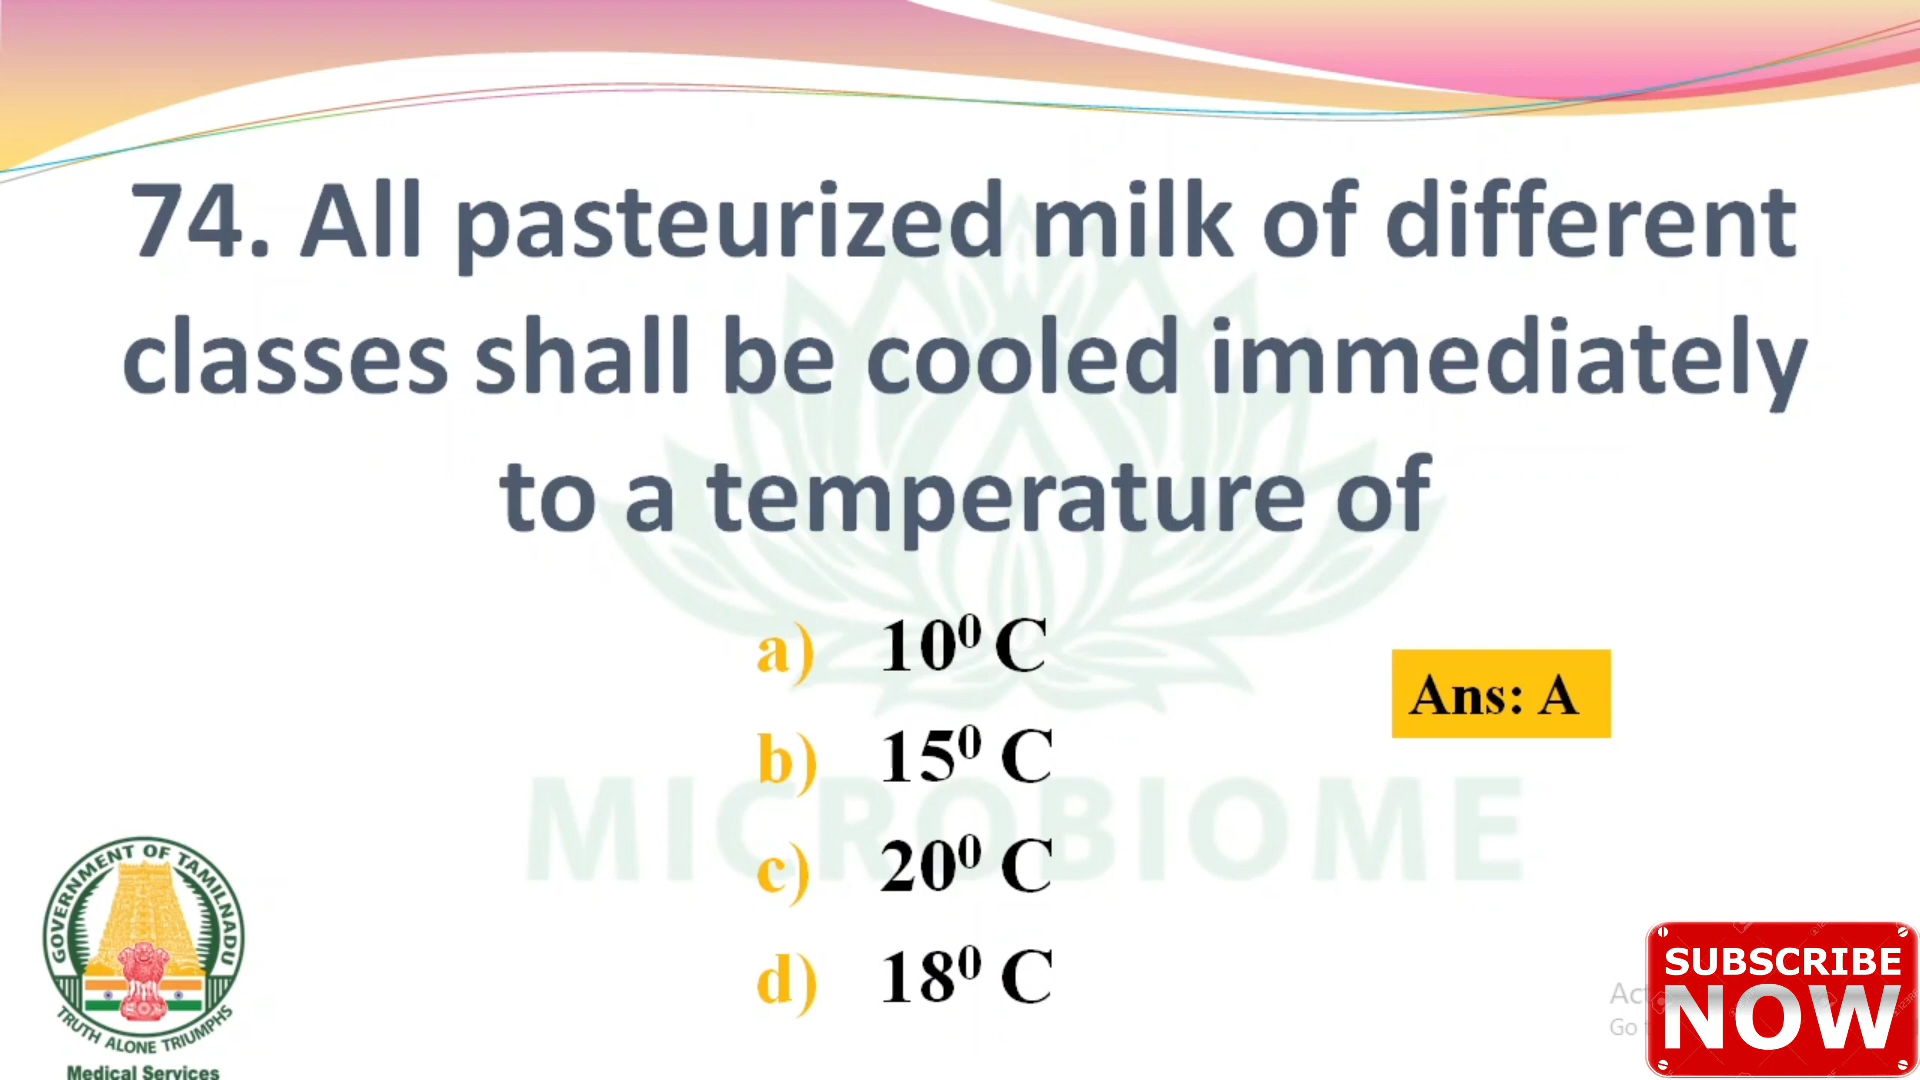 74. All pasteurized milk of different
classes shall be cooled immediately
to a temperature of
a) 10⁰ C
Ans: A
b) 15⁰ C
MICROBIOME
c) 20⁰ C
d) 18⁰ C
GOVERNMENT OF TAMILNADU
TRUTH ALONE TRIUMPHS
Medical Services
SUBSCRIBE
NOW
Go